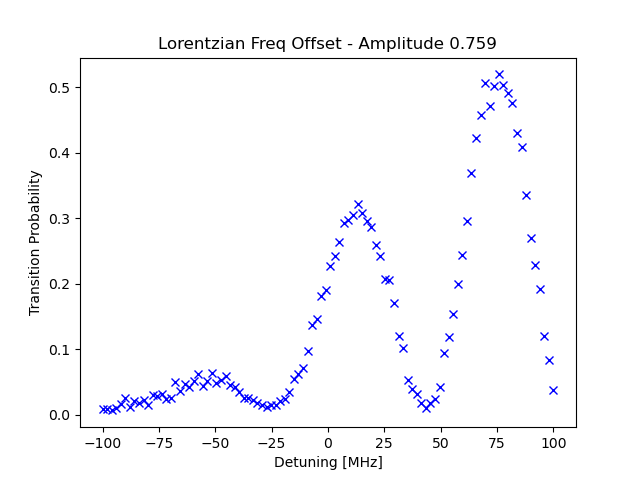 Lorentzian Freq Offset - Amplitude 0.759
Transition Probability
0.5
0.4
0.3
0.2
0.1
0.0
−100 −75 −50 −25 0 25 50 75 100
Detuning [MHz]